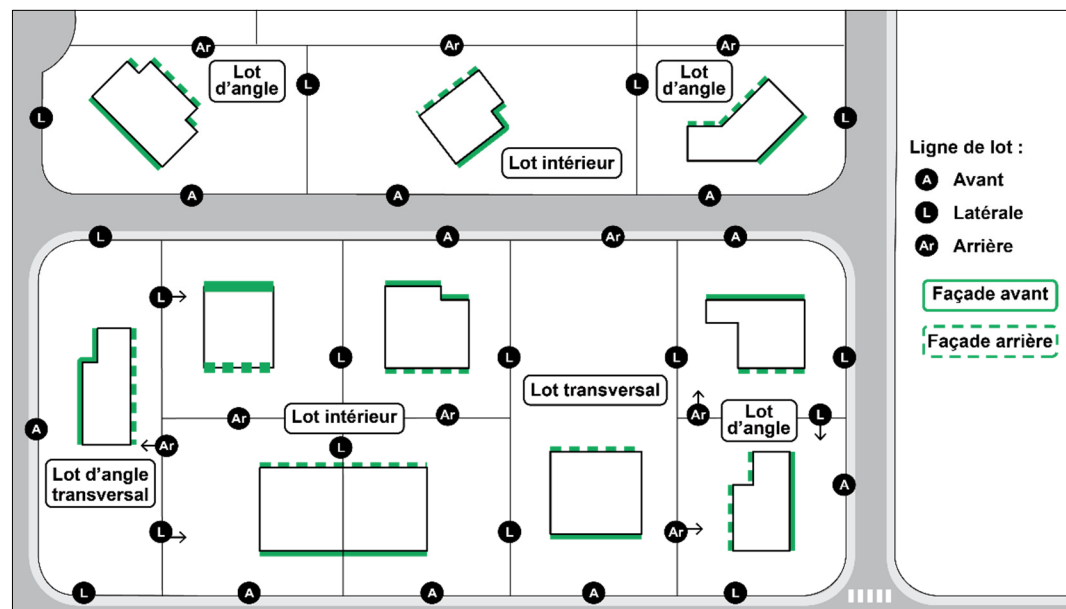 Ar
Ar
Ar
Lot
d'angle
L
L
Lot
d'angle
L
L
Lot intérieur
A
A
A
Ligne de lot :
A Avant
L Latérale
Ar Arrière
Façade avant
Façade arrière
L
A
Ar
A
L
L
L
L
L
Lot transversal
Ar
Lot intérieur
Ar
Ar
Lot
d'angle
L
A
Ar
L
Lot d'angle
transversal
A
L
L
Ar
L
A
A
A
L